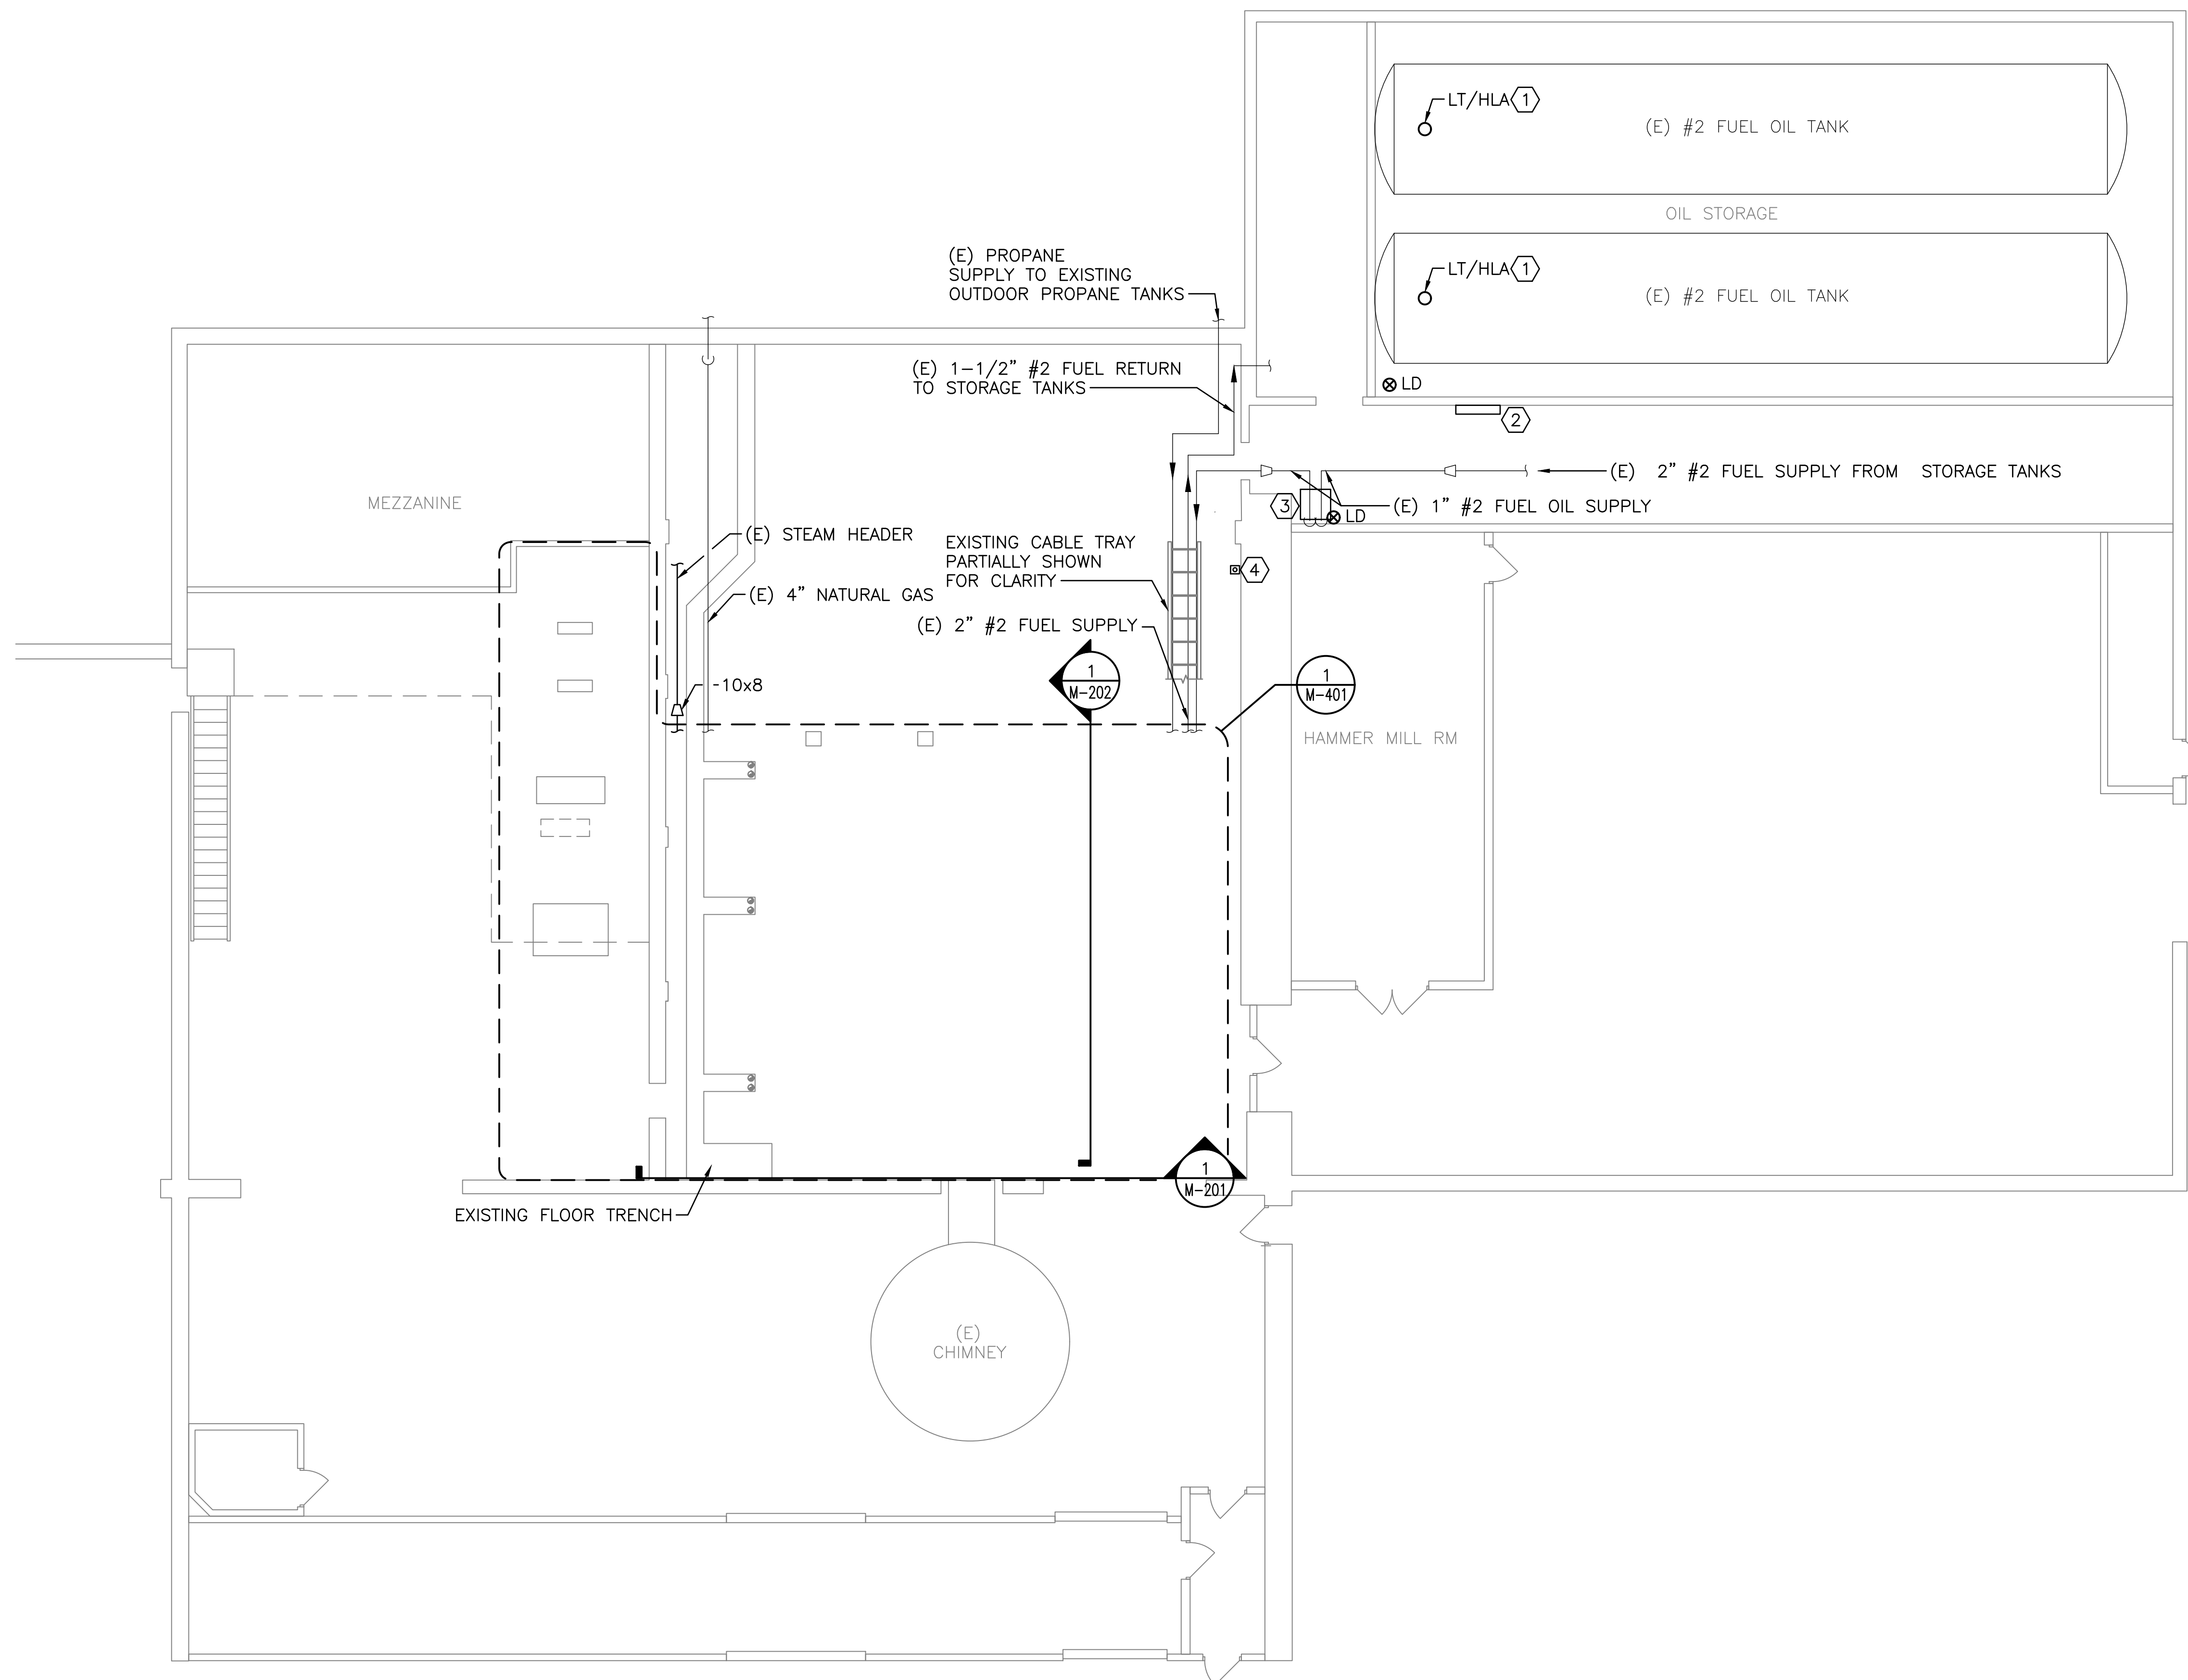 LT/HLA 1
(E) #2 FUEL OIL TANK
OIL STORAGE
LT/HLA 1
(E) #2 FUEL OIL TANK
(E) PROPANE
SUPPLY TO EXISTING
OUTDOOR PROPANE TANKS
(E) 1-1/2" #2 FUEL RETURN
TO STORAGE TANKS
LD
2
(E) 2" #2 FUEL SUPPLY FROM STORAGE TANKS
3
(E) 1" #2 FUEL OIL SUPPLY
LD
MEZZANINE
(E) STEAM HEADER
EXISTING CABLE TRAY
PARTIALLY SHOWN
FOR CLARITY
4
(E) 4" NATURAL GAS
(E) 2" #2 FUEL SUPPLY
10x8
1
M-202
1
M-401
HAMMER MILL RM
1
M-201
EXISTING FLOOR TRENCH
(E)
CHIMNEY